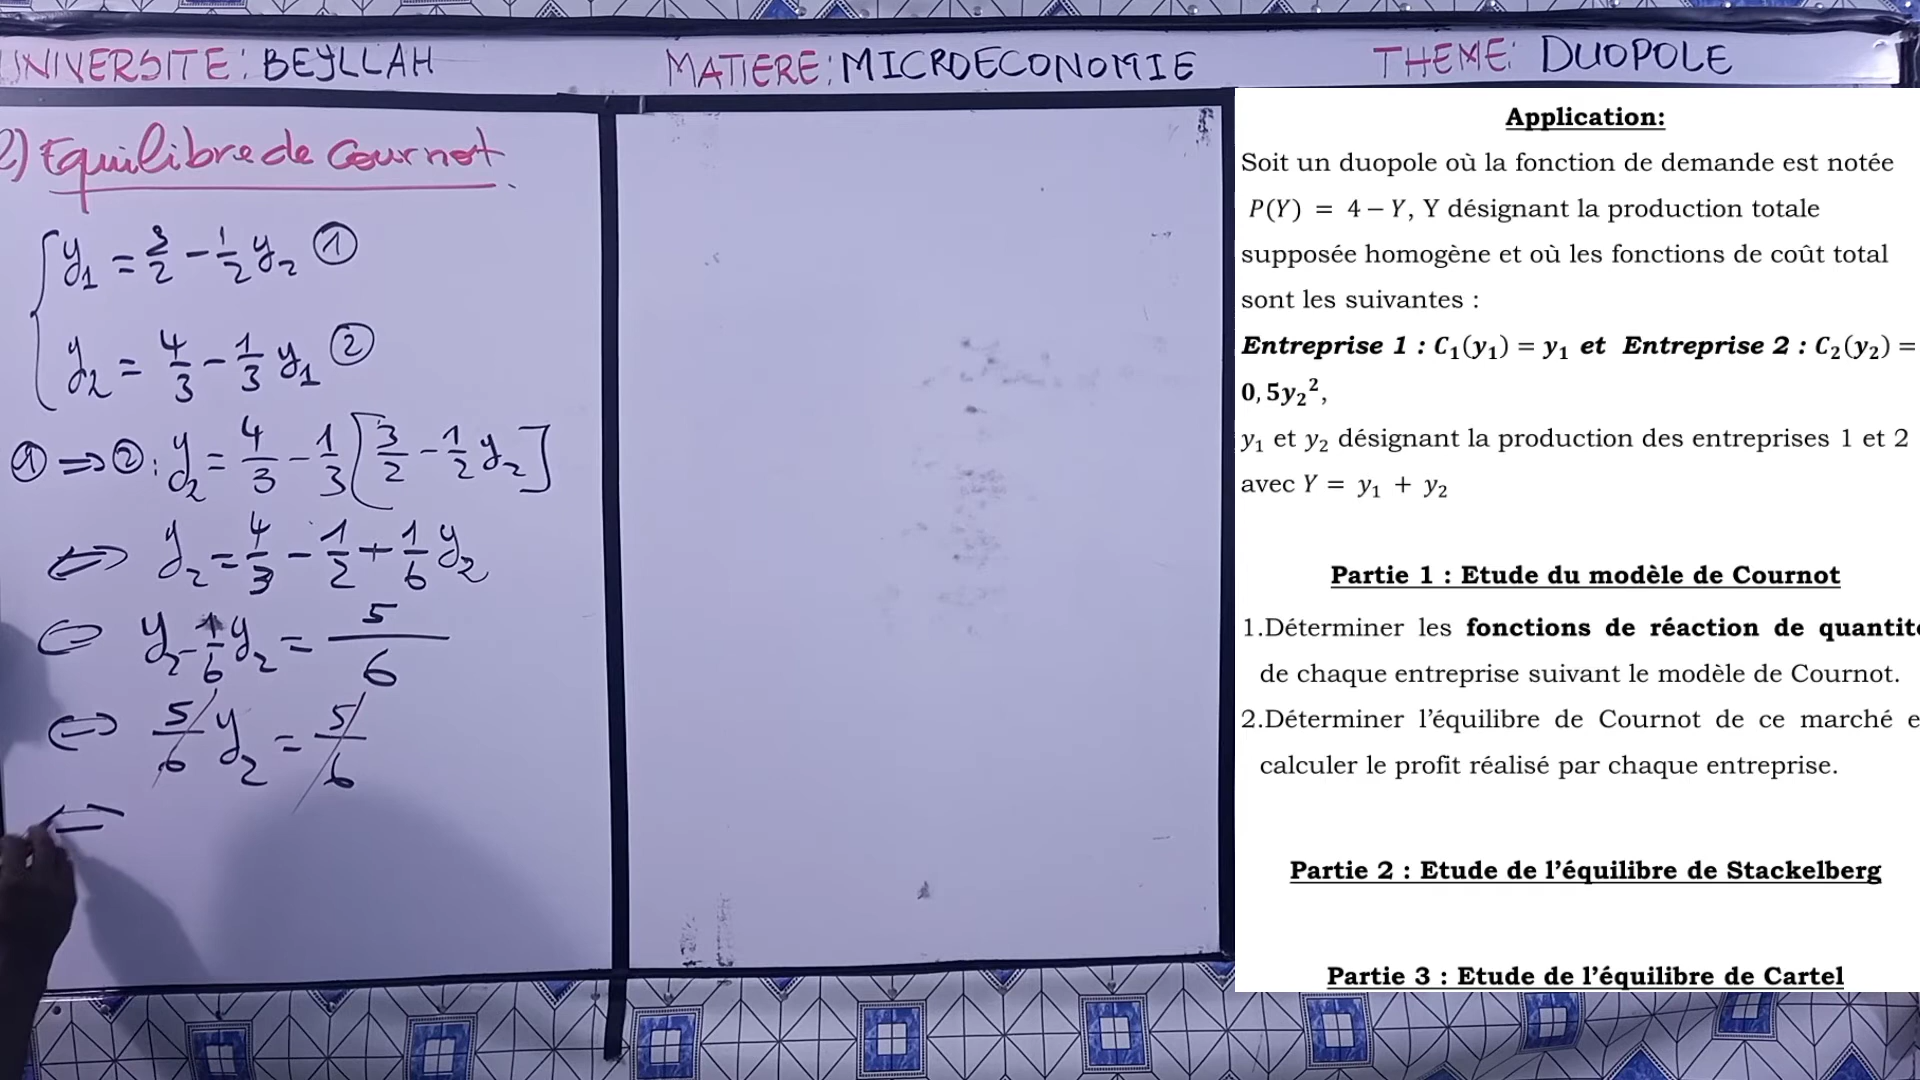 UNIVERSITE: BEYLLAH
MATIERE: MICROECONOMIE
THEME: DUOPOLE
2) Equilibre de Cournot
y₁ = 3/2 - 1/2 y₂ ①
y₂ = 4/3 - 1/3 y₁ ②
① ⇒ ②: y₂ = 4/3 - 1/3 [3/2 - 1/2 y₂]
⇔ y₂ = 4/3 - 1/2 + 1/6 y₂
⇔ y₂ - 1/6 y₂ = 5/6
⇔ 5/6 y₂ = 5/6
⇔
Application:
Soit un duopole où la fonction de demande est notée
P(Y) = 4 – Y, Y désignant la production totale
supposée homogène et où les fonctions de coût total
sont les suivantes :
Entreprise 1 : C₁(y₁) = y₁ et Entreprise 2 : C₂(y₂) =
0,5y₂²,
y₁ et y₂ désignant la production des entreprises 1 et 2
avec Y = y₁ + y₂
Partie 1 : Etude du modèle de Cournot
1.Déterminer les fonctions de réaction de quantité
de chaque entreprise suivant le modèle de Cournot.
2.Déterminer l’équilibre de Cournot de ce marché e
calculer le profit réalisé par chaque entreprise.
Partie 2 : Etude de l’équilibre de Stackelberg
Partie 3 : Etude de l’équilibre de Cartel